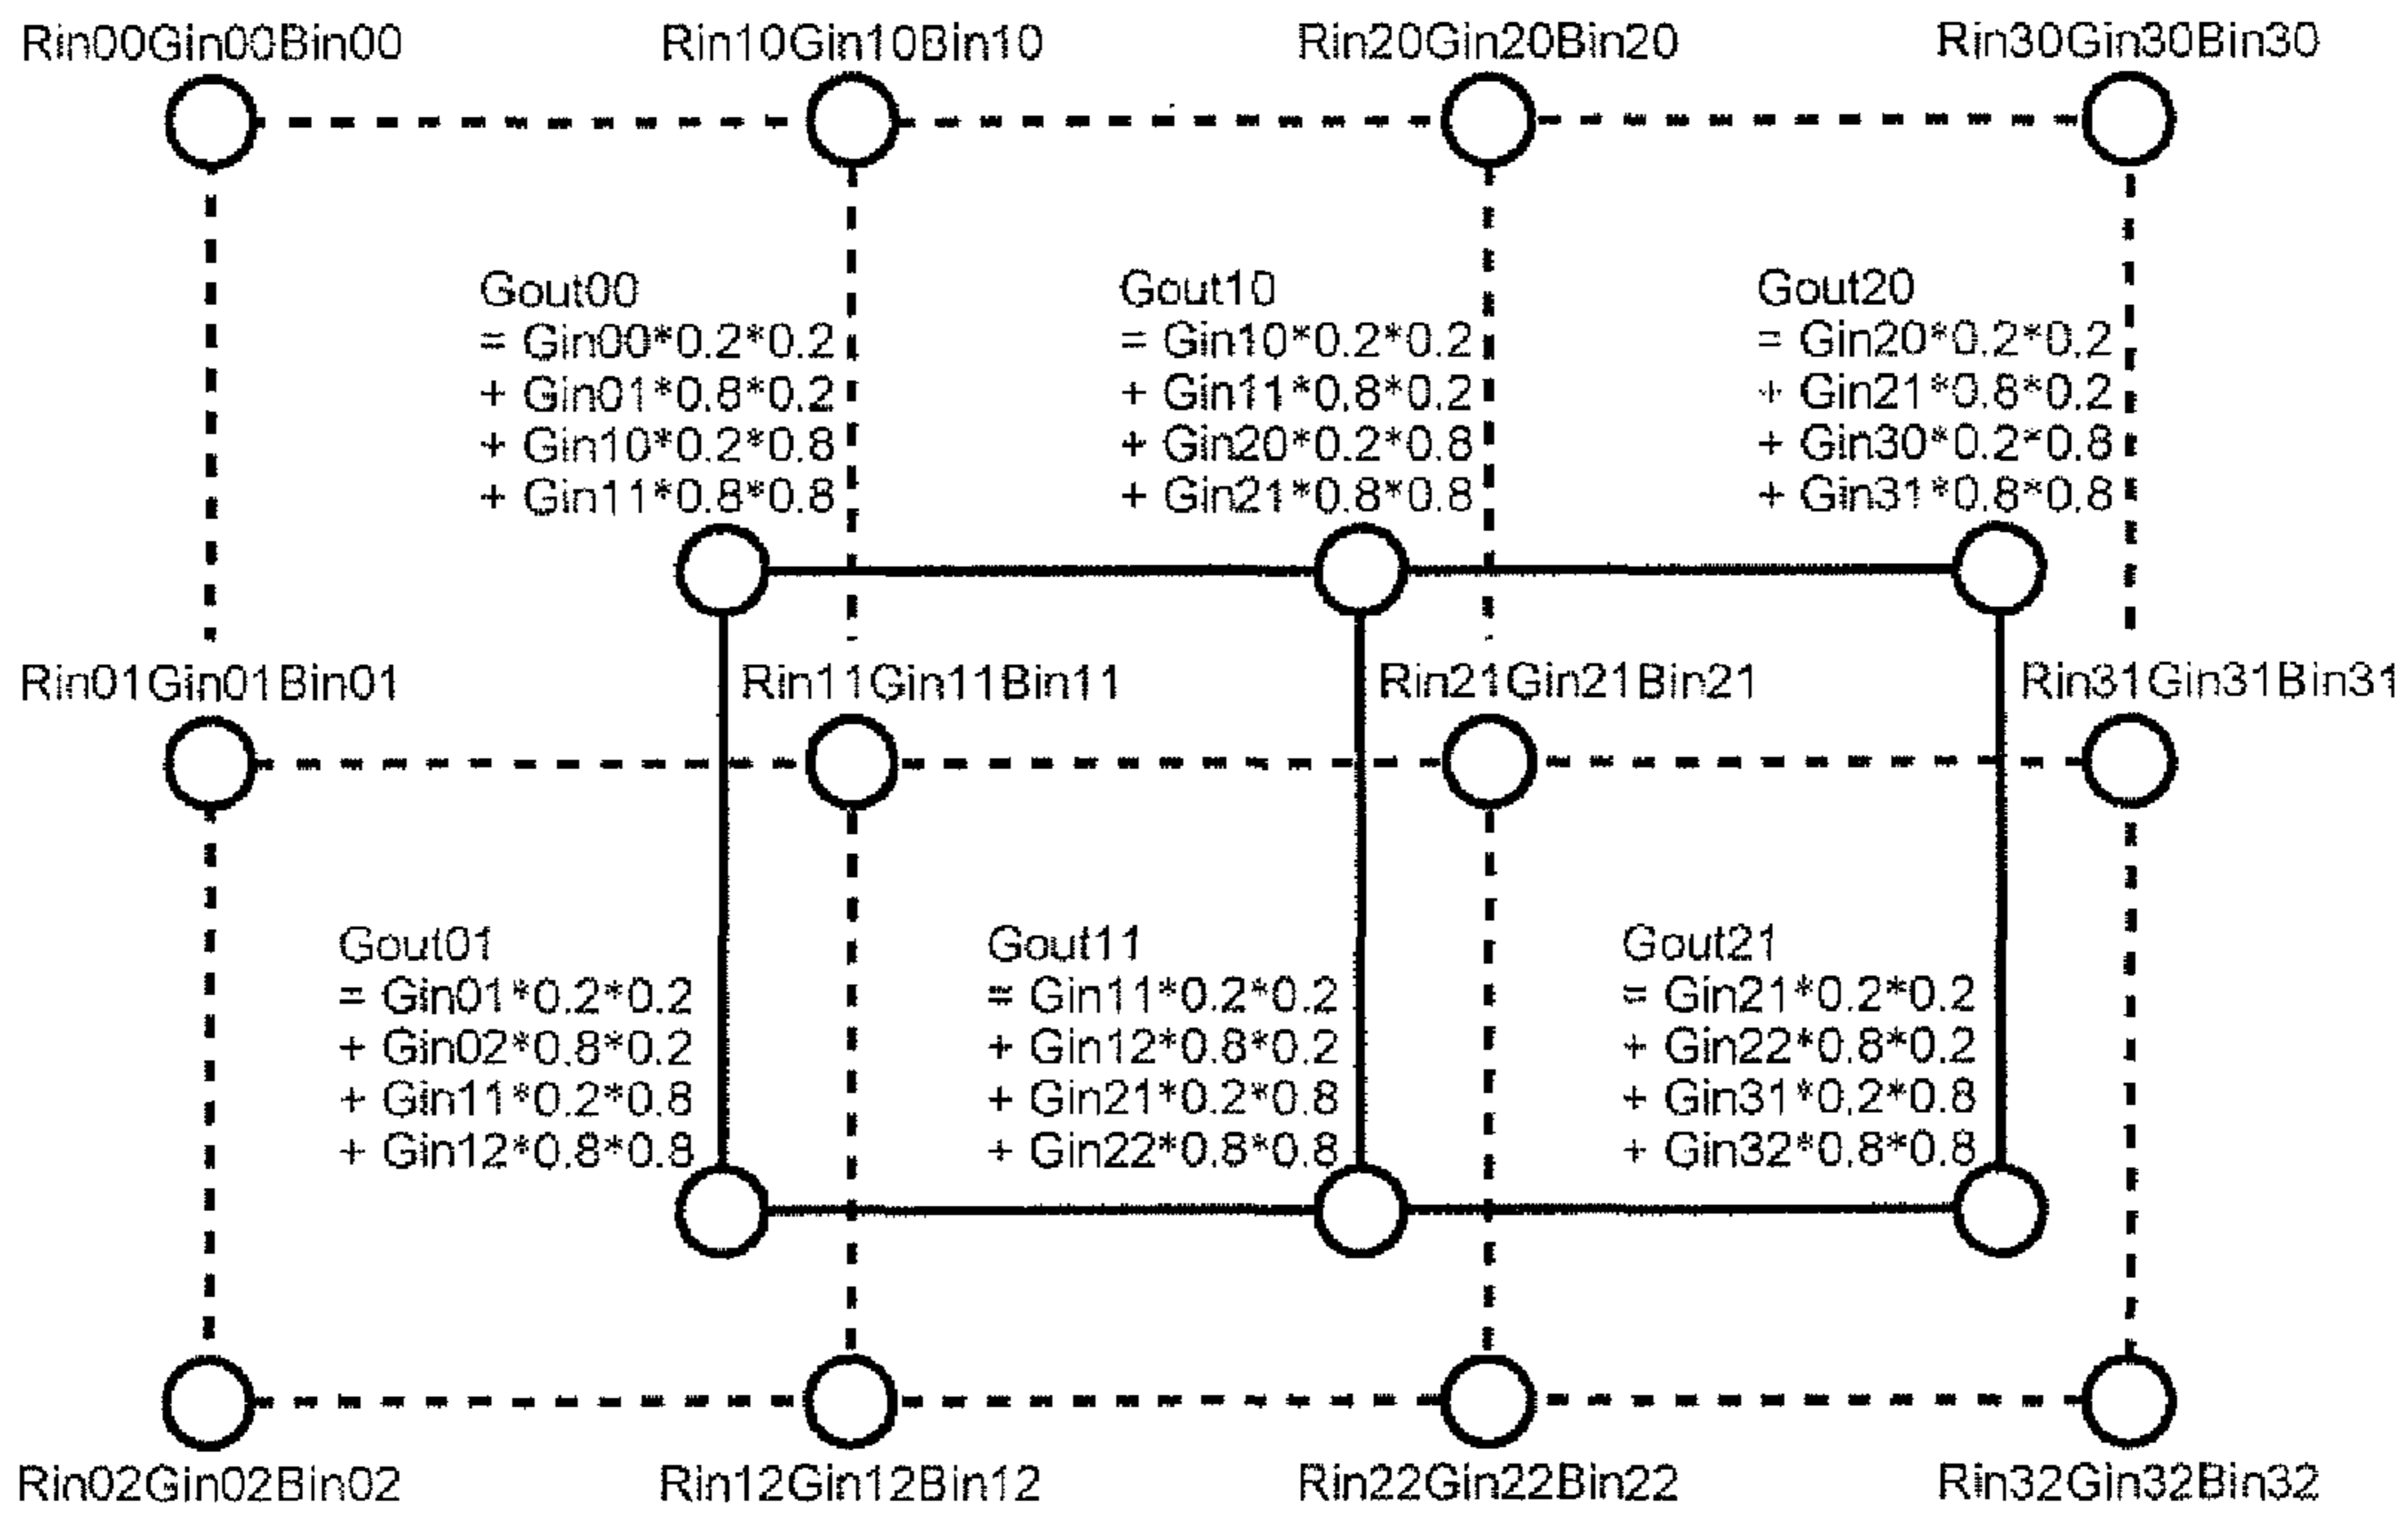 Rin00Gin00Bin00
Rin10Gin10Bin10
Rin20Gin20Bin20
Rin30Gin30Bin30
Gout00
= Gin00*0.2*0.2
+ Gin01*0.8*0.2
+ Gin10*0.2*0.8
+ Gin11*0.8*0.8
Gout10
= Gin10*0.2*0.2
+ Gin11*0.8*0.2
+ Gin20*0.2*0.8
+ Gin21*0.8*0.8
Gout20
= Gin20*0.2*0.2
+ Gin21*0.8*0.2
+ Gin30*0.2*0.8
+ Gin31*0.8*0.8
Rin01Gin01Bin01
Rin11Gin11Bin11
Rin21Gin21Bin21
Rin31Gin31Bin31
Gout01
= Gin01*0.2*0.2
+ Gin02*0.8*0.2
+ Gin11*0.2*0.8
+ Gin12*0.8*0.8
Gout11
= Gin11*0.2*0.2
+ Gin12*0.8*0.2
+ Gin21*0.2*0.8
+ Gin22*0.8*0.8
Gout21
= Gin21*0.2*0.2
+ Gin22*0.8*0.2
+ Gin31*0.2*0.8
+ Gin32*0.8*0.8
Rin02Gin02Bin02
Rin12Gin12Bin12
Rin22Gin22Bin22
Rin32Gin32Bin32